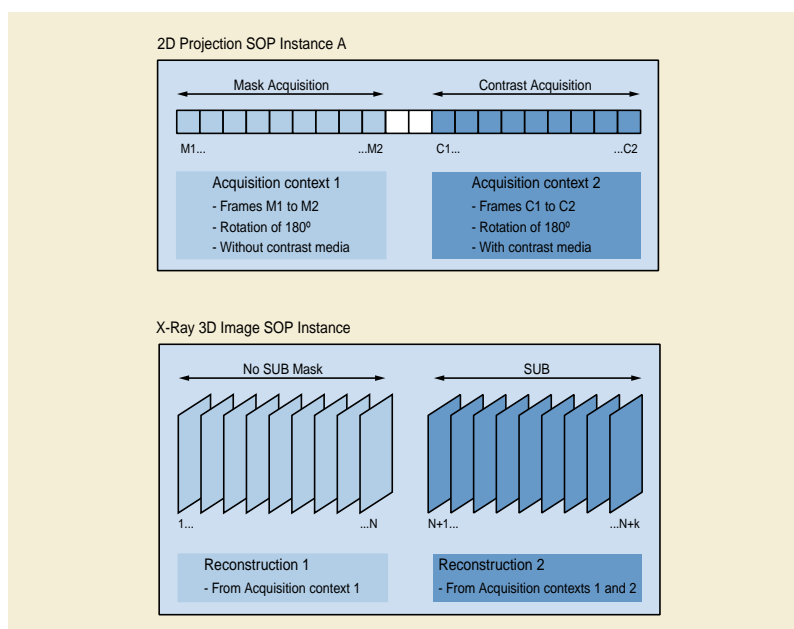 2D Projection SOP Instance A
Mask Acquisition
Contrast Acquisition
M1...
...M2
C1...
...C2
Acquisition context 1
- Frames M1 to M2
- Rotation of 180º
- Without contrast media
Acquisition context 2
- Frames C1 to C2
- Rotation of 180º
- With contrast media
X-Ray 3D Image SOP Instance
No SUB Mask
SUB
1...
...N
N+1...
...N+k
Reconstruction 1
- From Acquisition context 1
Reconstruction 2
- From Acquisition contexts 1 and 2